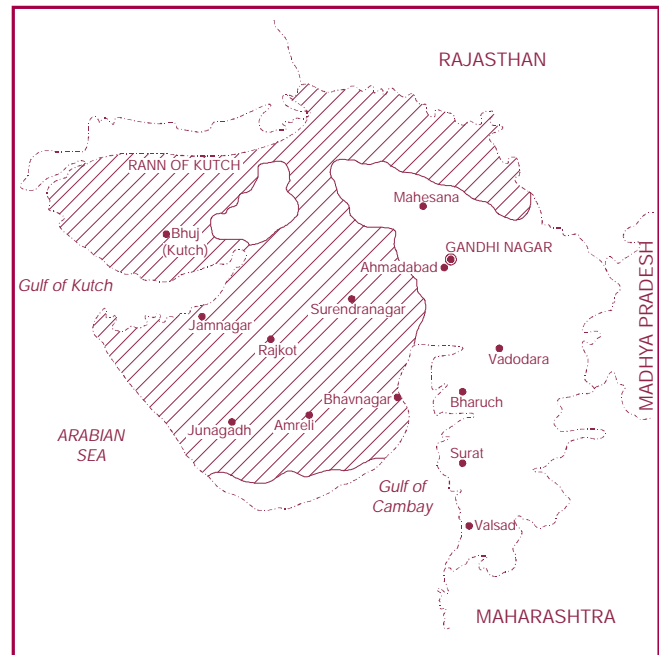 RAJASTHAN
RANN OF KUTCH
Mahesana
Bhuj
(Kutch)
GANDHI NAGAR
Ahmadabad
MADHYA PRADESH
Gulf of Kutch
Surendranagar
Jamnagar
Rajkot
Vadodara
Bhavnagar
Bharuch
ARABIAN
SEA
Junagadh
Amreli
Surat
Gulf of
Cambay
Valsad
MAHARASHTRA